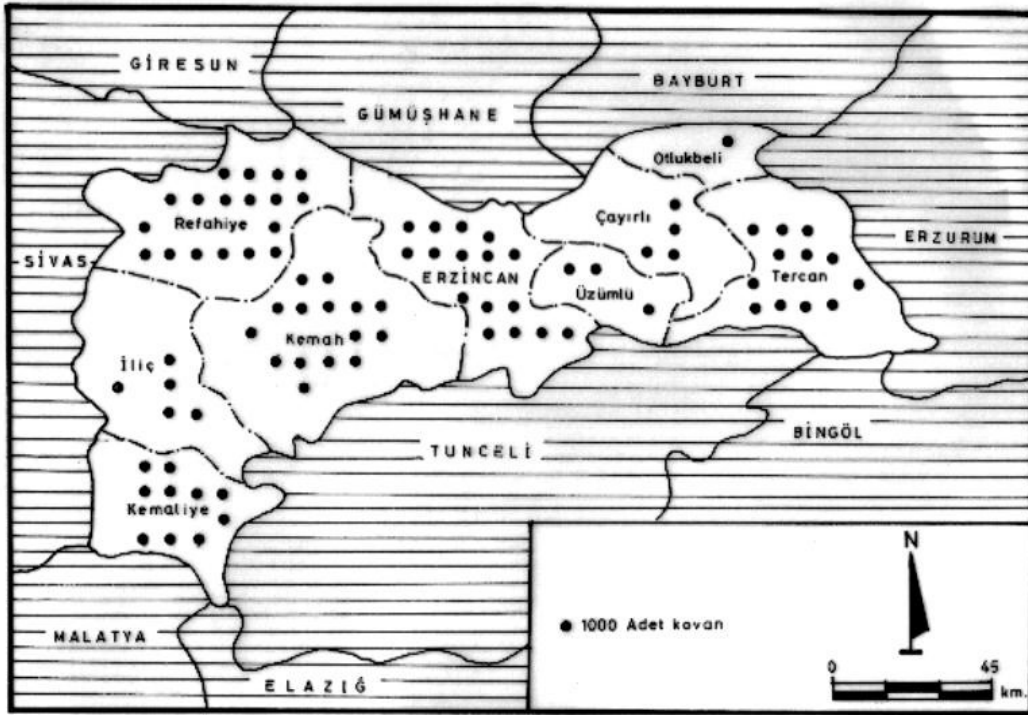 GİRESUN
GÜMÜŞHANE
BAYBURT
Otlukbeli
Refahiye
Çayırlı
ERZURUM
SİVAS
ERZİNCAN
Tercan
Üzümlü
Kemah
İliç
TUNCELİ
BİNGÖL
Kemaliye
N
1000 Adet kovan
MALATYA
ELAZIĞ
0 45
km.